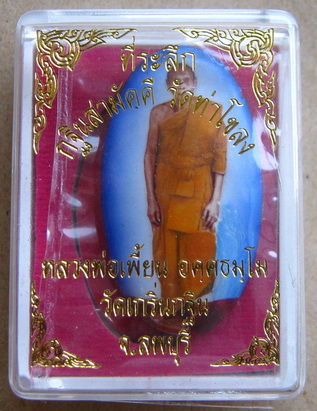 ที่ระลึก
กฐินสามัคคี วัดท่าโขลง
หลวงพ่อเพี้ยน อคฺคธมฺโม
วัดเกริ่นกฐิน
จ.ลพบุรี